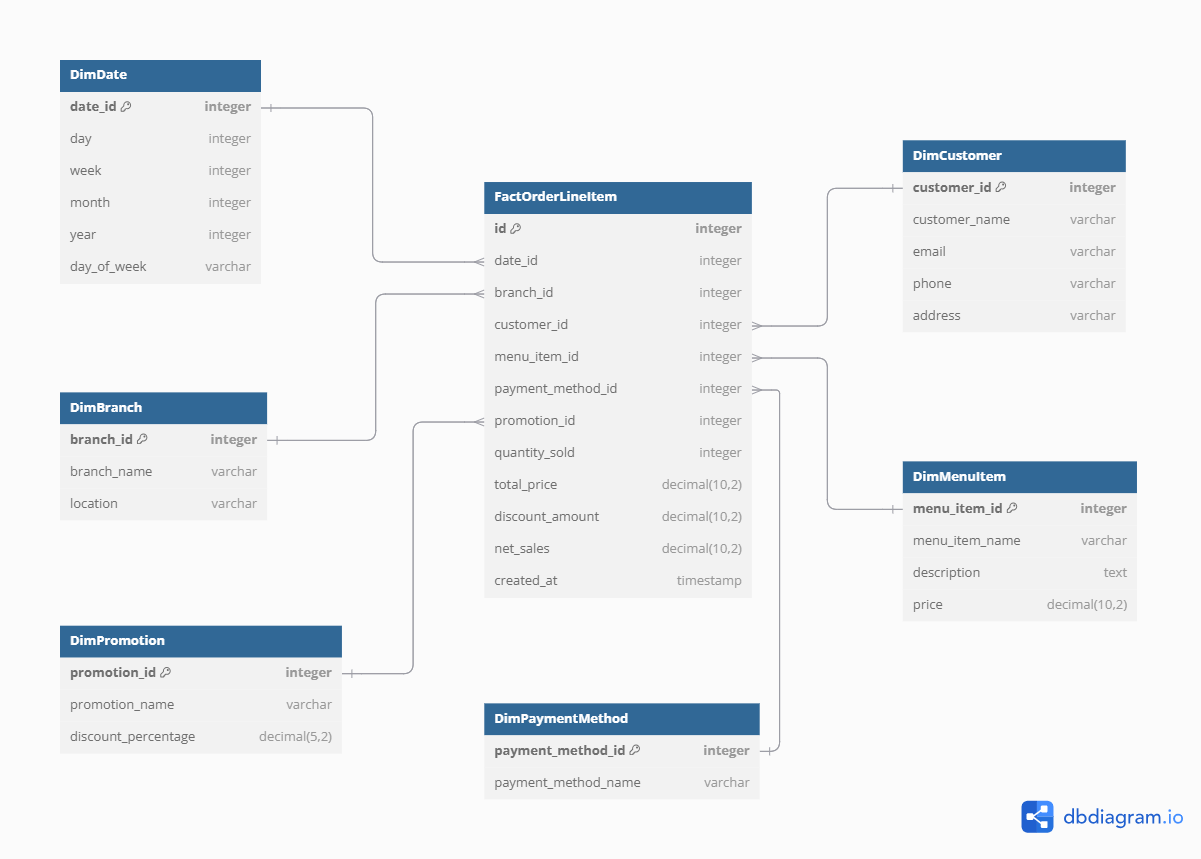 DimDate
date_id integer
day integer
week integer
month integer
year integer
day_of_week varchar
DimBranch
branch_id integer
branch_name varchar
location varchar
DimPromotion
promotion_id integer
promotion_name varchar
discount_percentage decimal(5,2)
FactOrderLineItem
id integer
date_id integer
branch_id integer
customer_id integer
menu_item_id integer
payment_method_id integer
promotion_id integer
quantity_sold integer
total_price decimal(10,2)
discount_amount decimal(10,2)
net_sales decimal(10,2)
created_at timestamp
DimPaymentMethod
payment_method_id integer
payment_method_name varchar
DimCustomer
customer_id integer
customer_name varchar
email varchar
phone varchar
address varchar
DimMenuItem
menu_item_id integer
menu_item_name varchar
description text
price decimal(10,2)
dbdiagram.io